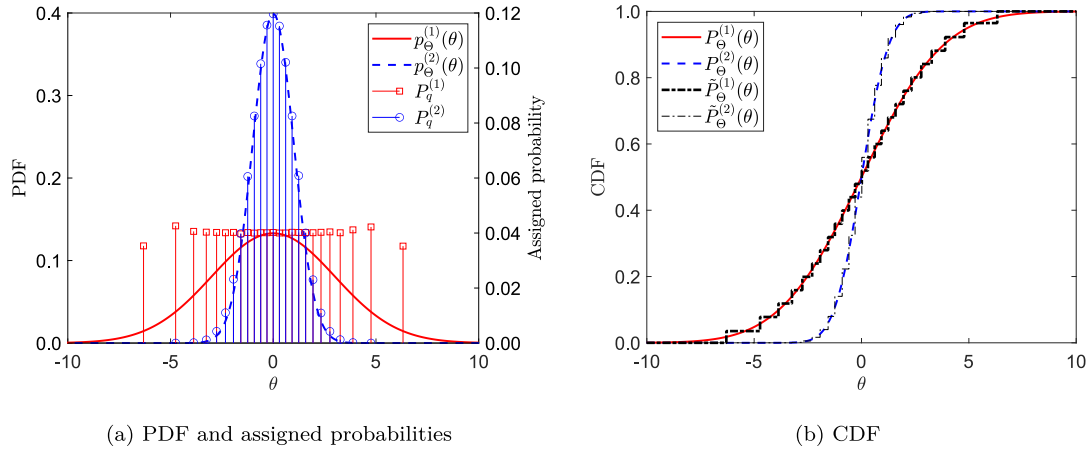 0.4
0.3
0.2
0.1
0.0
PDF
0.12
0.10
0.08
0.06
0.04
0.02
0.00
Assigned probability
-10
-5
0
5
10
θ
p_Θ^(1)(θ)
p_Θ^(2)(θ)
P_q^(1)
P_q^(2)
(a) PDF and assigned probabilities
1.0
0.8
0.6
0.4
0.2
0.0
CDF
-10
-5
0
5
10
θ
P_Θ^(1)(θ)
P_Θ^(2)(θ)
P̃_Θ^(1)(θ)
P̃_Θ^(2)(θ)
(b) CDF